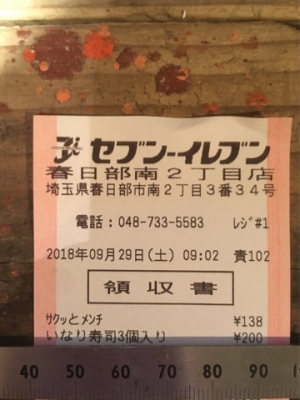 セブン-イレブン
春日部南2丁目店
埼玉県春日部市南2丁目3番34号
電話：048-733-5583 レジ#1
2018年09月29日(土) 09:02 責102
領収書
ｻｸｯとﾒﾝﾁ ¥138
いなり寿司3個入り ¥200
40 50 60 70 80 90